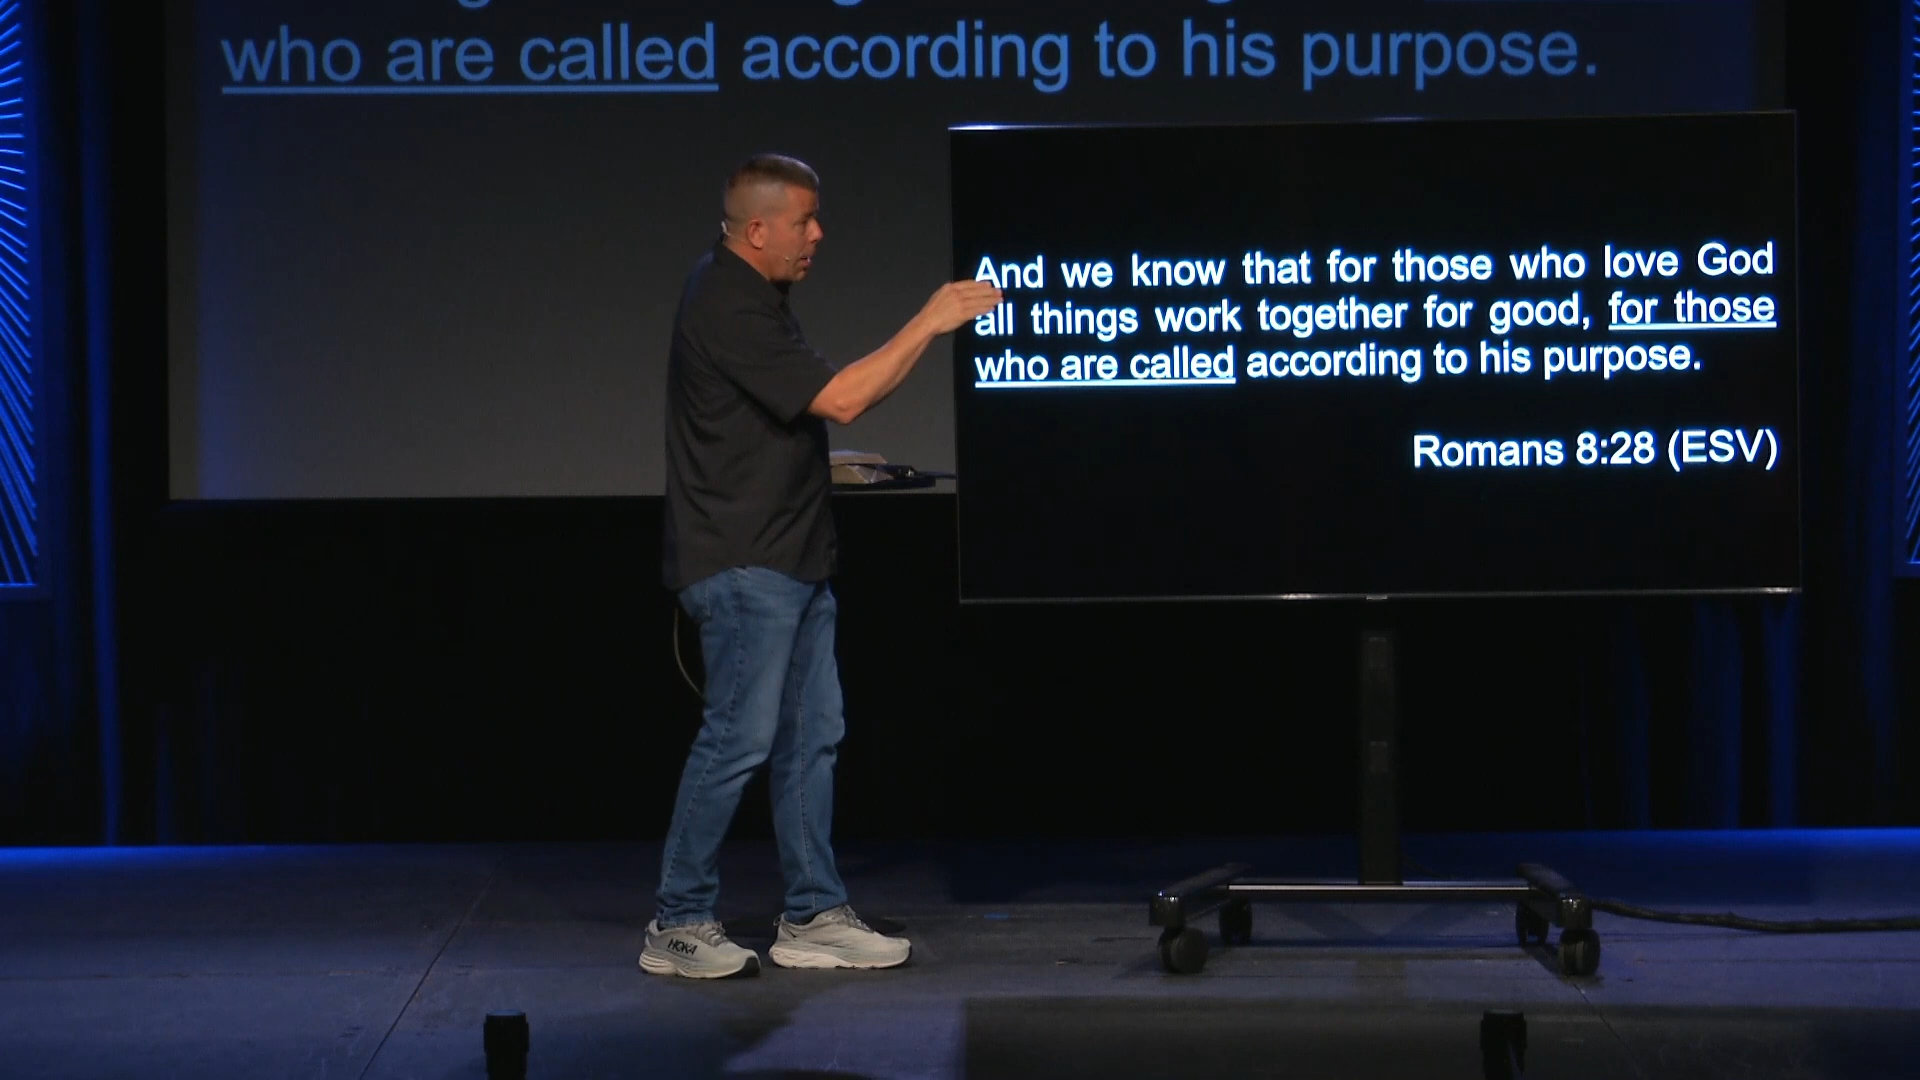 who are called according to his purpose.
And we know that for those who love God
all things work together for good, for those
who are called according to his purpose.
Romans 8:28 (ESV)
HOKA